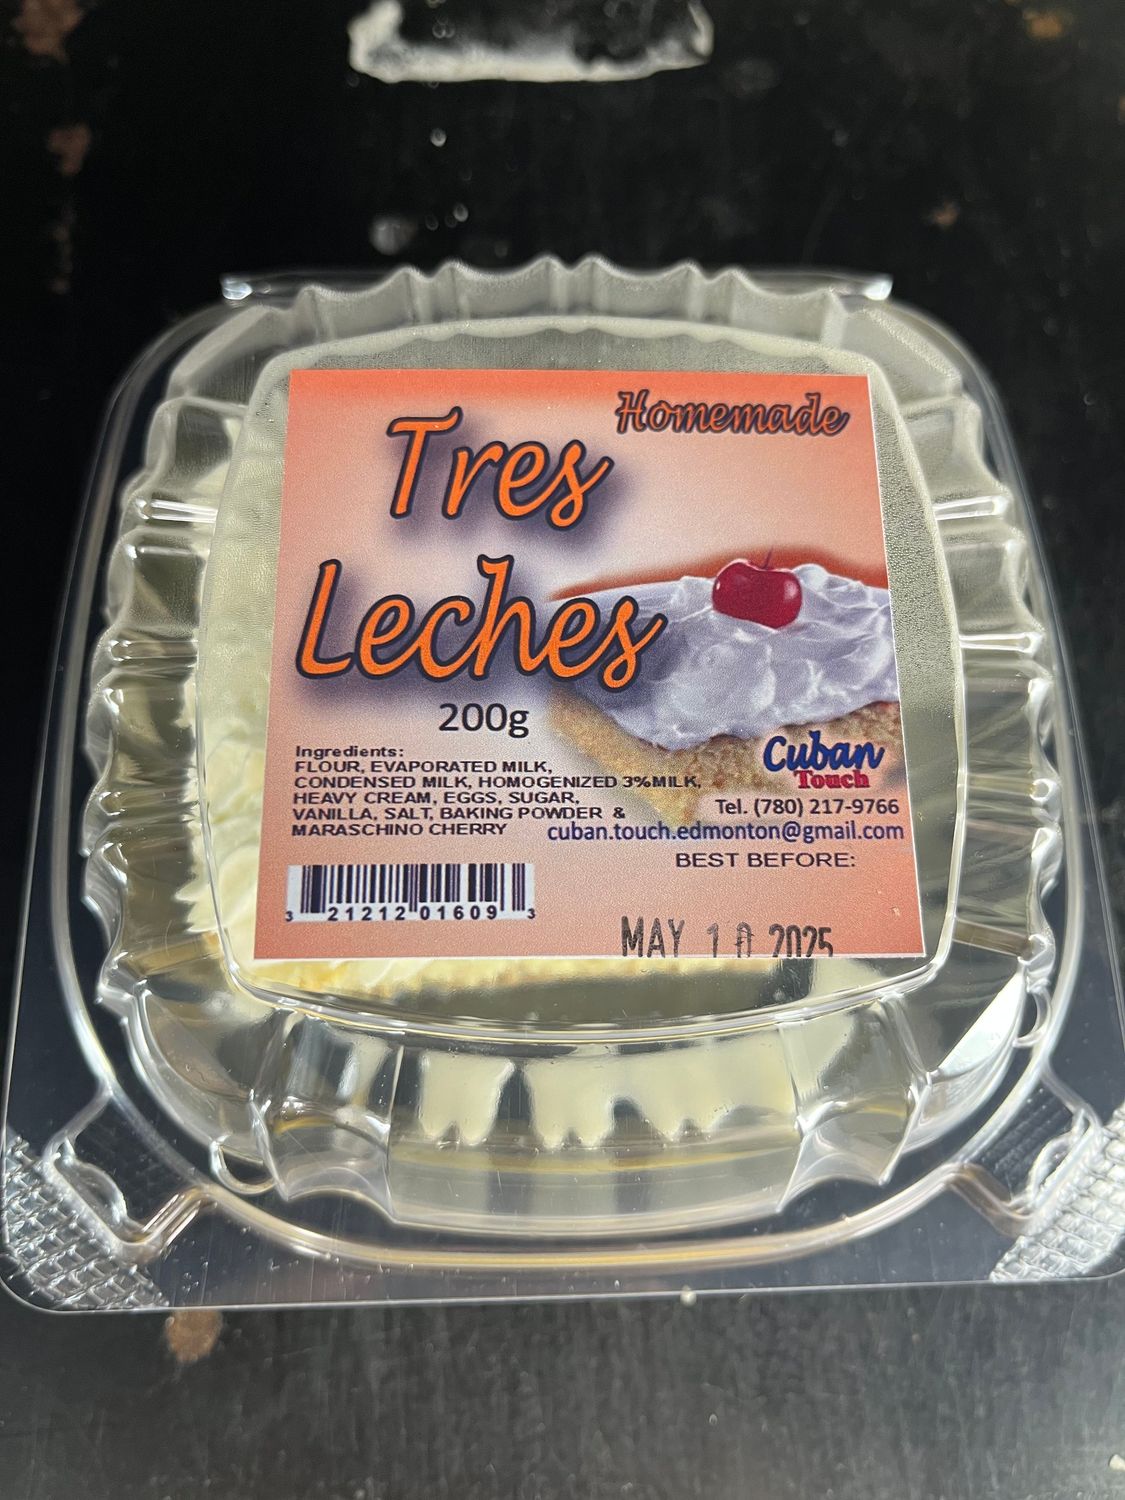 Homemade
Tres
Leches
200g
Ingredients:
FLOUR, EVAPORATED MILK,
CONDENSED MILK, HOMOGENIZED 3%MILK,
HEAVY CREAM, EGGS, SUGAR,
VANILLA, SALT, BAKING POWDER &
MARASCHINO CHERRY
Cuban
Touch
Tel. (780) 217-9766
cuban.touch.edmonton@gmail.com
BEST BEFORE:
MAY 10 2025
3 21212 01609 3